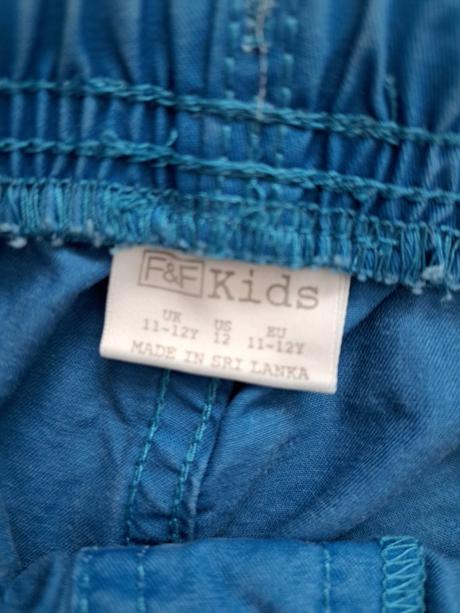 F&F Kids
UK US EU
11-12Y 12 11-12Y
MADE IN SRI LANKA